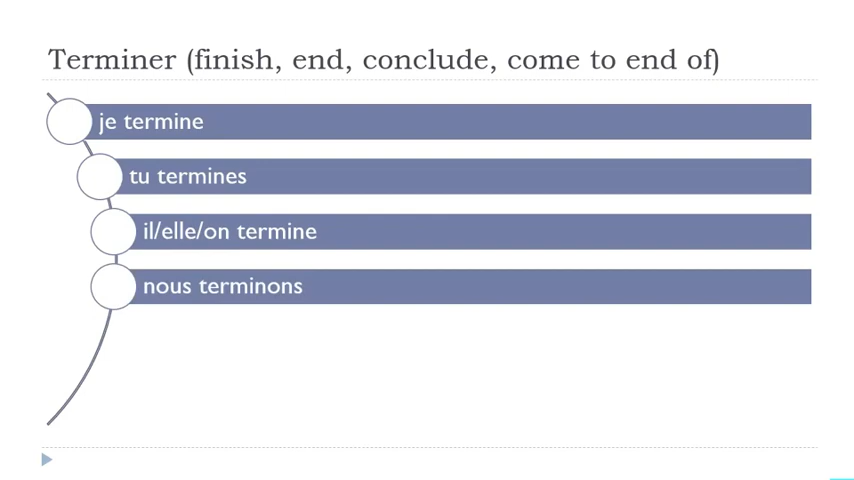 Terminer (finish, end, conclude, come to end of)
je termine
tu termines
il/elle/on termine
nous terminons